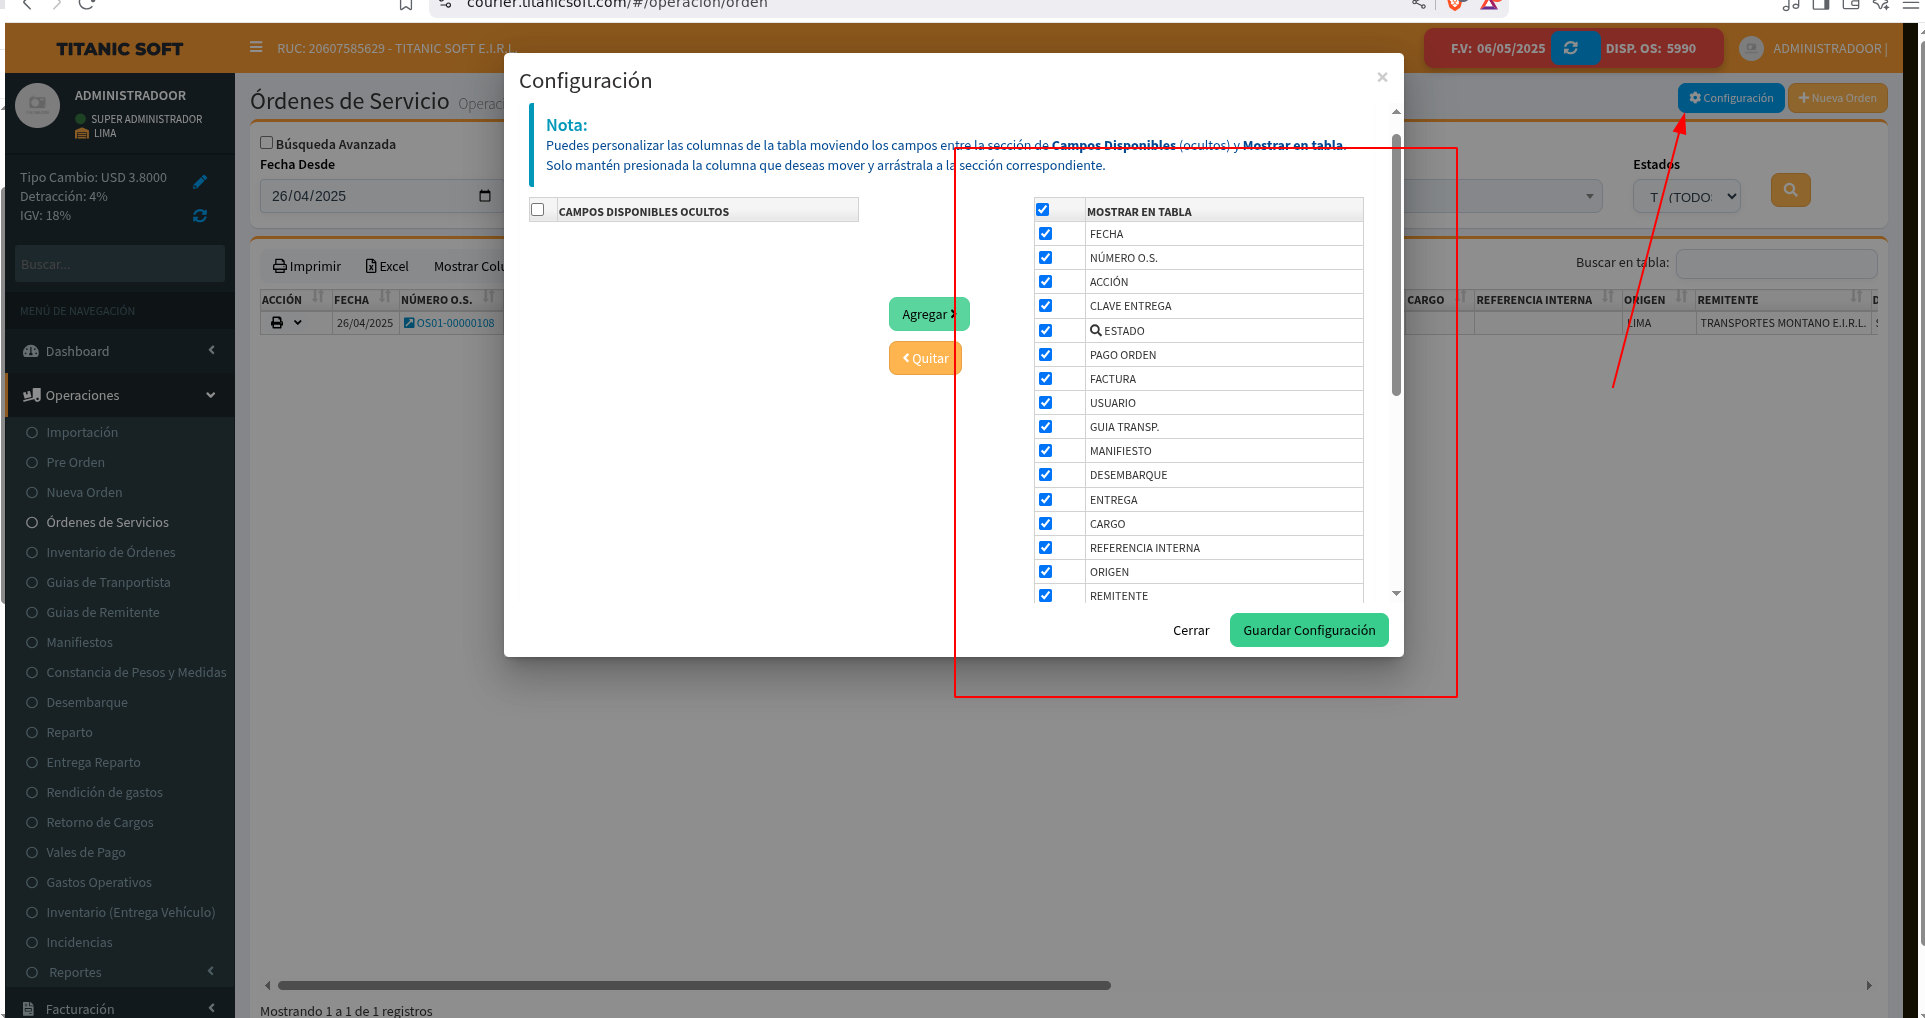 courier.titanicsoft.com/#/operacion/orden
TITANIC SOFT
RUC: 20607585629 - TITANIC SOFT E.I.R.L.
F.V: 06/05/2025
DISP. OS: 5990
ADMINISTRADOOR |
ADMINISTRADOOR
SUPER ADMINISTRADOR
LIMA
Tipo Cambio: USD 3.8000
Detracción: 4%
IGV: 18%
Buscar...
MENÚ DE NAVEGACIÓN
Dashboard
Operaciones
Importación
Pre Orden
Nueva Orden
Órdenes de Servicios
Inventario de Órdenes
Guias de Tranportista
Guias de Remitente
Manifiestos
Constancia de Pesos y Medidas
Desembarque
Reparto
Entrega Reparto
Rendición de gastos
Retorno de Cargos
Vales de Pago
Gastos Operativos
Inventario (Entrega Vehículo)
Incidencias
Reportes
Facturación
Órdenes de Servicio
Configuración
Nueva Orden
Búsqueda Avanzada
Fecha Desde
26/04/2025
Estados
(TODO
Imprimir
Excel
Mostrar
Buscar en tabla:
ACCIÓN
FECHA
NÚMERO O.S.
CARGO
REFERENCIA INTERNA
ORIGEN
REMITENTE
26/04/2025
OS01-00000108
LIMA
TRANSPORTES MONTANO E.I.R.L.
Mostrando 1 a 1 de 1 registros
Configuración
×
Nota:
Puedes personalizar las columnas de la tabla moviendo los campos entre la sección de Campos Disponibles (ocultos) y Mostrar en tabla.
Solo mantén presionada la columna que deseas mover y arrástrala a la sección correspondiente.
CAMPOS DISPONIBLES OCULTOS
Agregar
Quitar
MOSTRAR EN TABLA
FECHA
NÚMERO O.S.
ACCIÓN
CLAVE ENTREGA
ESTADO
PAGO ORDEN
FACTURA
USUARIO
GUIA TRANSP.
MANIFIESTO
DESEMBARQUE
ENTREGA
CARGO
REFERENCIA INTERNA
ORIGEN
REMITENTE
Cerrar
Guardar Configuración